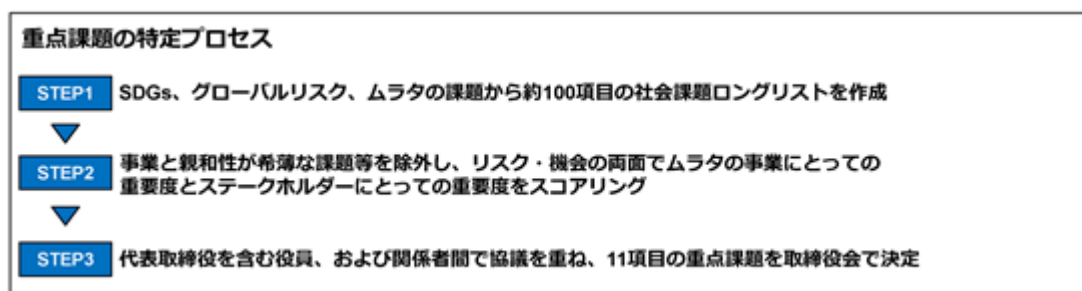 重点課題の特定プロセス
STEP1 SDGs、グローバルリスク、ムラタの課題から約100項目の社会課題ロングリストを作成
STEP2 事業と親和性が希薄な課題等を除外し、リスク・機会の両面でムラタの事業にとっての
重要度とステークホルダーにとっての重要度をスコアリング
STEP3 代表取締役を含む役員、および関係者間で協議を重ね、11項目の重点課題を取締役会で決定